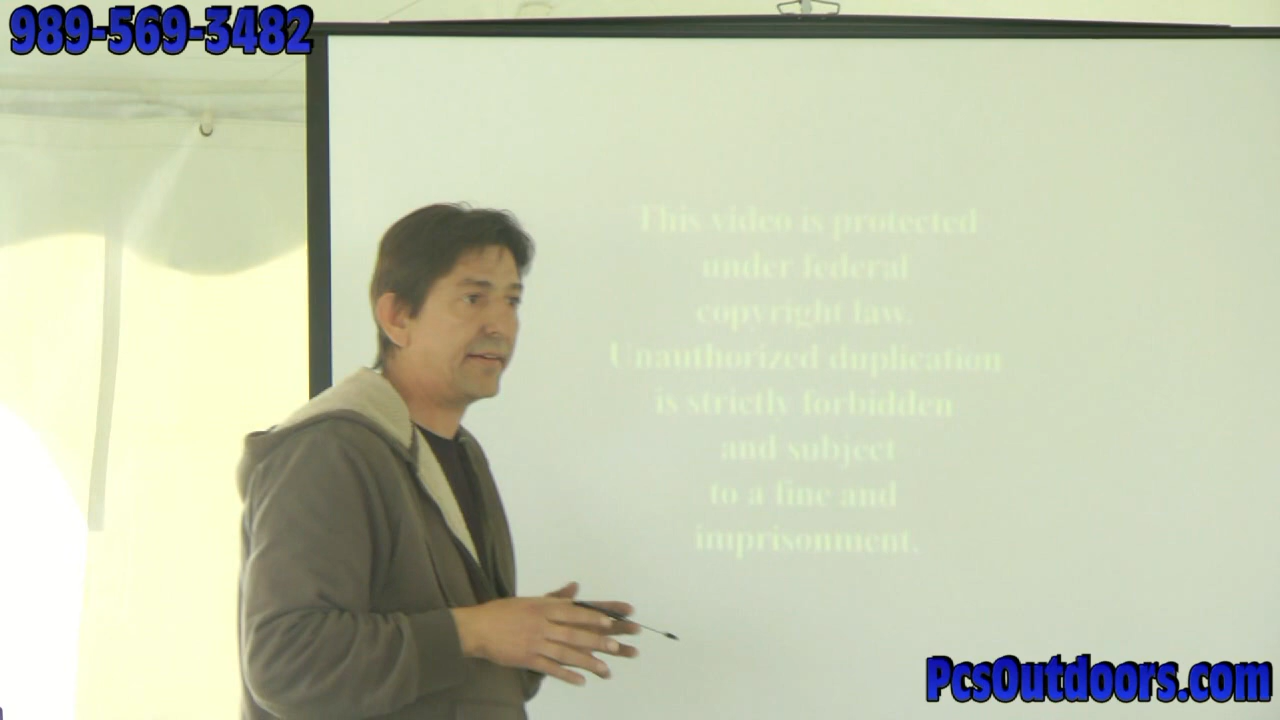 989-569-3482
This video is protected
under federal
copyright law.
Unauthorized duplication
is strictly forbidden
and subject
to a fine and
imprisonment.
PcsOutdoors.com